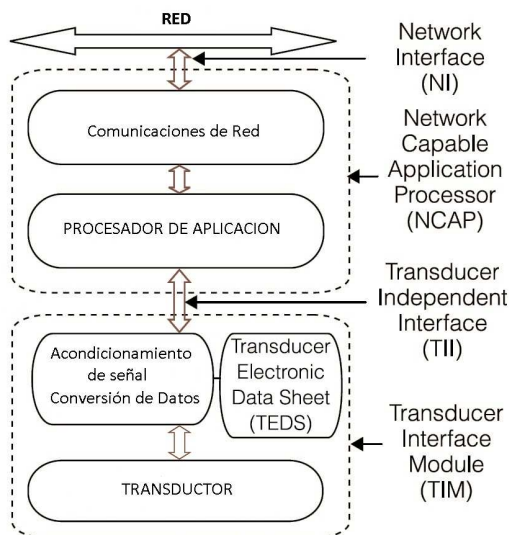 RED
Network
Interface
(NI)
Comunicaciones de Red
Network
Capable
Application
Processor
(NCAP)
PROCESADOR DE APLICACION
Transducer
Independent
Interface
(TII)
Acondicionamiento
de señal
Conversión de Datos
Transducer
Electronic
Data Sheet
(TEDS)
Transducer
Interface
Module
(TIM)
TRANSDUCTOR